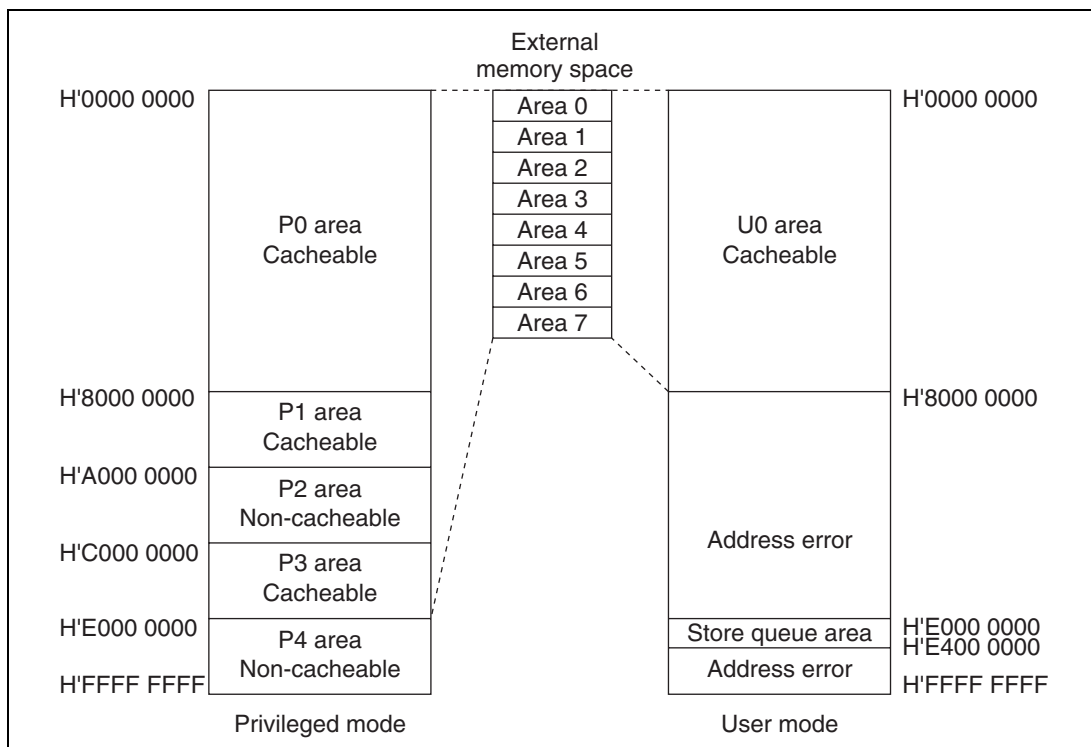 External
memory space
H'0000 0000
Area 0
H'0000 0000
Area 1
Area 2
Area 3
P0 area
Cacheable
Area 4
U0 area
Cacheable
Area 5
Area 6
Area 7
H'8000 0000
H'8000 0000
P1 area
Cacheable
H'A000 0000
P2 area
Non-cacheable
H'C000 0000
Address error
P3 area
Cacheable
H'E000 0000
Store queue area
H'E000 0000
P4 area
Non-cacheable
H'E400 0000
Address error
H'FFFF FFFF
H'FFFF FFFF
Privileged mode
User mode